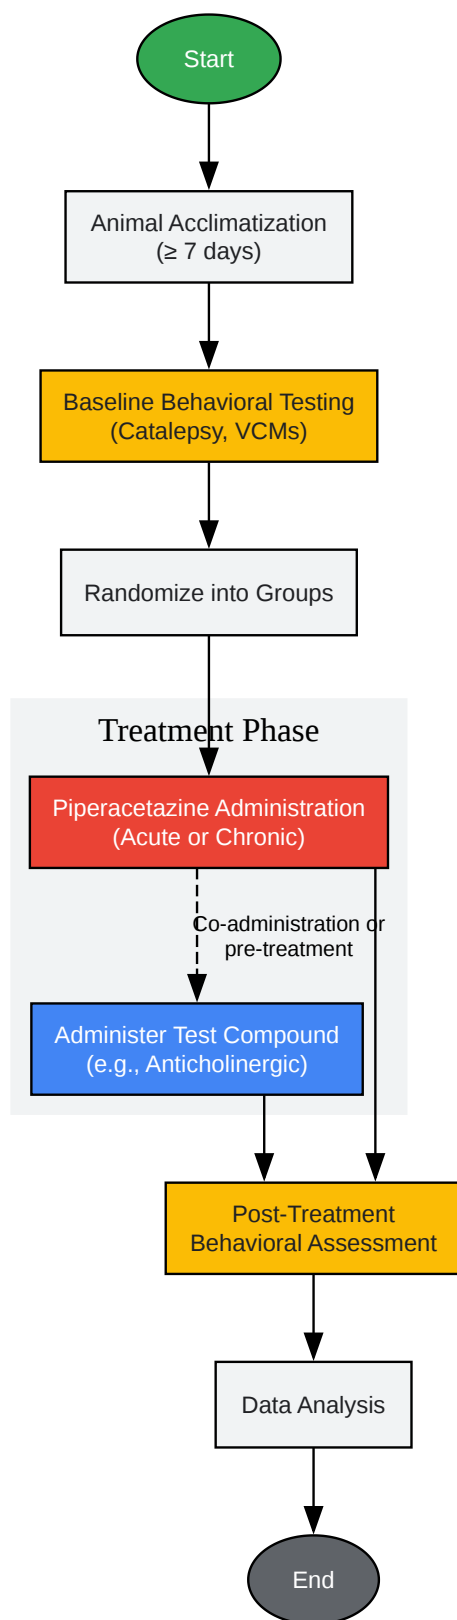 Start
Animal Acclimatization
(≥ 7 days)
Baseline Behavioral Testing
(Catalepsy, VCMs)
Randomize into Groups
Treatment Phase
Piperacetazine Administration
(Acute or Chronic)
Co-administration or
pre-treatment
Administer Test Compound
(e.g., Anticholinergic)
Post-Treatment
Behavioral Assessment
Data Analysis
End